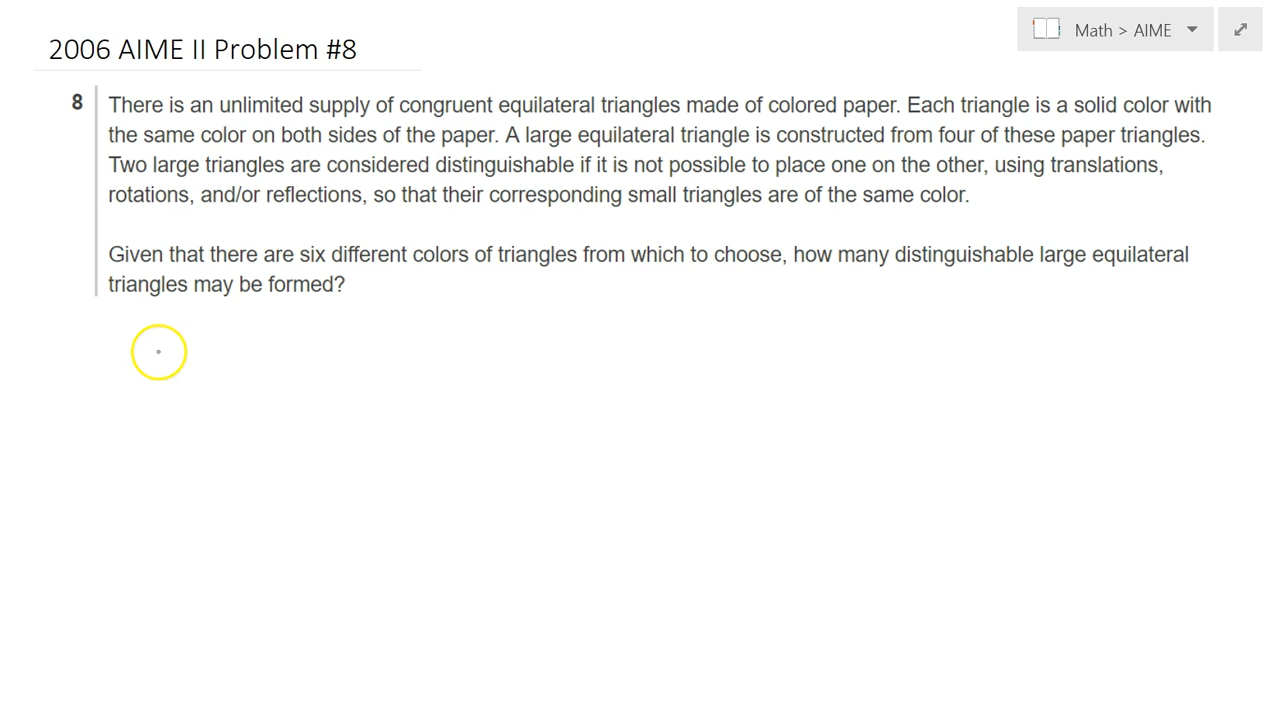 Math > AIME
2006 AIME II Problem #8
8 There is an unlimited supply of congruent equilateral triangles made of colored paper. Each triangle is a solid color with
the same color on both sides of the paper. A large equilateral triangle is constructed from four of these paper triangles.
Two large triangles are considered distinguishable if it is not possible to place one on the other, using translations,
rotations, and/or reflections, so that their corresponding small triangles are of the same color.
Given that there are six different colors of triangles from which to choose, how many distinguishable large equilateral
triangles may be formed?